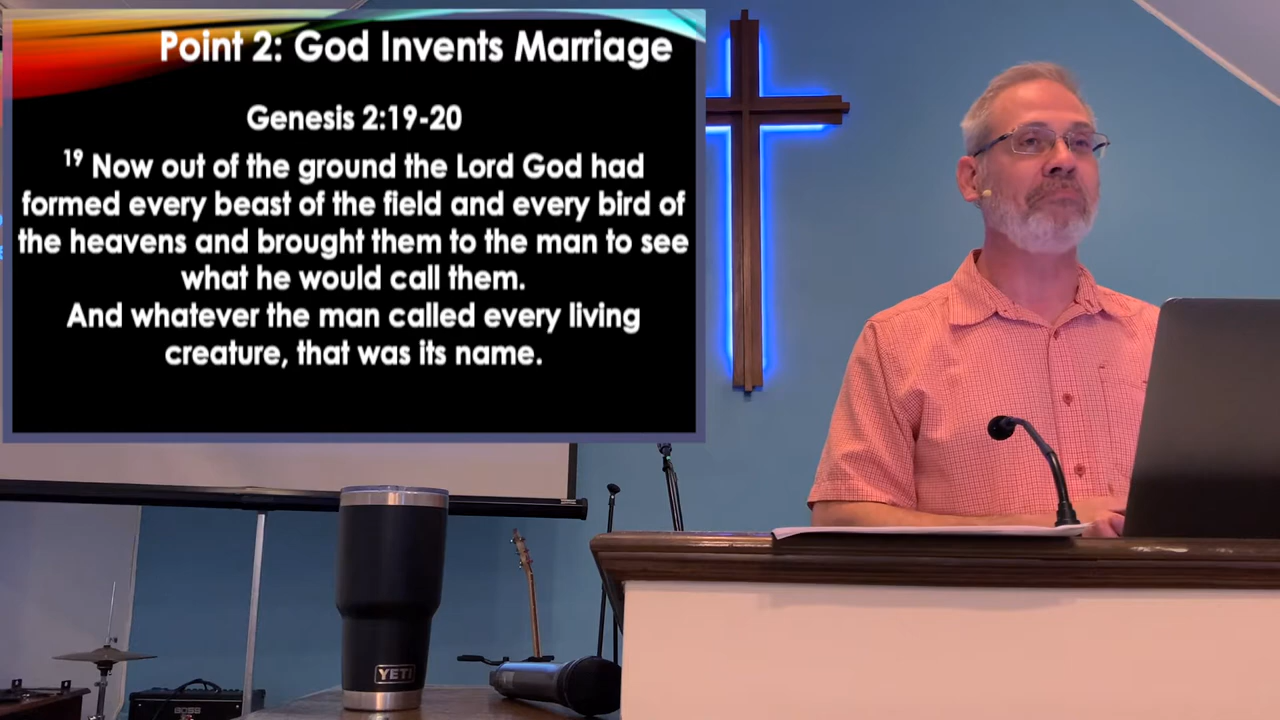 Point 2: God Invents Marriage
Genesis 2:19-20
19 Now out of the ground the Lord God had
formed every beast of the field and every bird of
the heavens and brought them to the man to see
what he would call them.
And whatever the man called every living
creature, that was its name.
YETI
BOSS